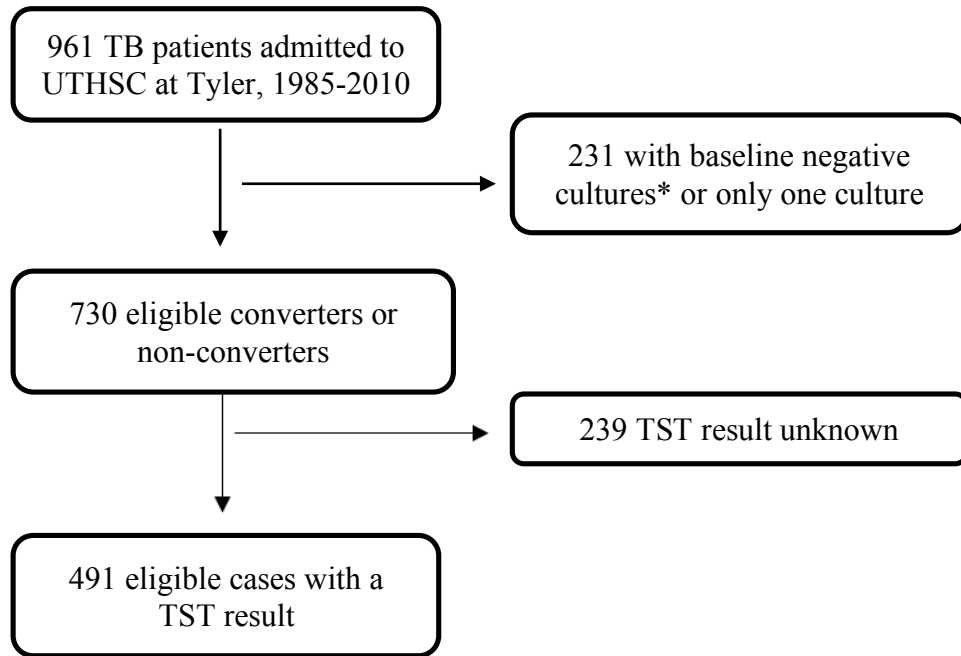 961 TB patients admitted to
UTHSC at Tyler, 1985-2010
231 with baseline negative
cultures* or only one culture
730 eligible converters or
non-converters
239 TST result unknown
491 eligible cases with a
TST result